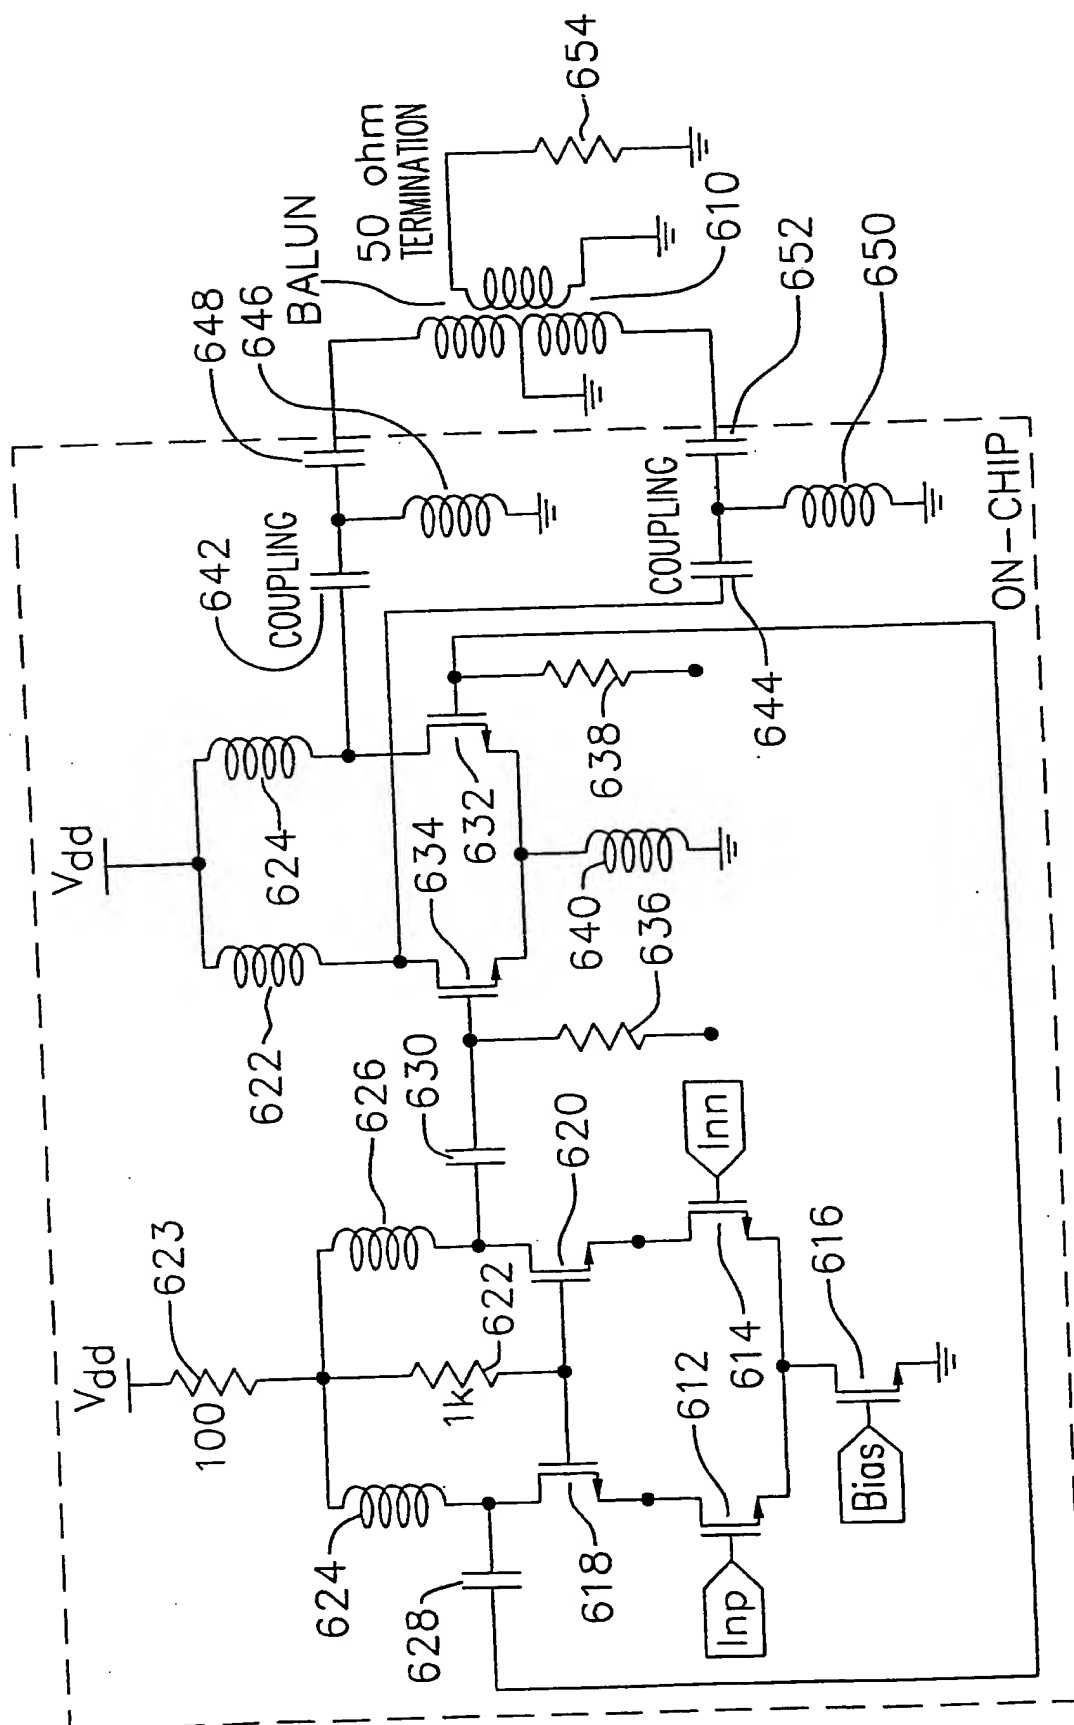 Vdd
623
100
624
626
1k
622
628
618
620
630
612
614
Inp
Inn
616
Bias
Vdd
622
624
634
632
636
638
640
642
COUPLING
648
646
COUPLING
644
652
650
BALUN
610
50 ohm
TERMINATION
654
ON-CHIP